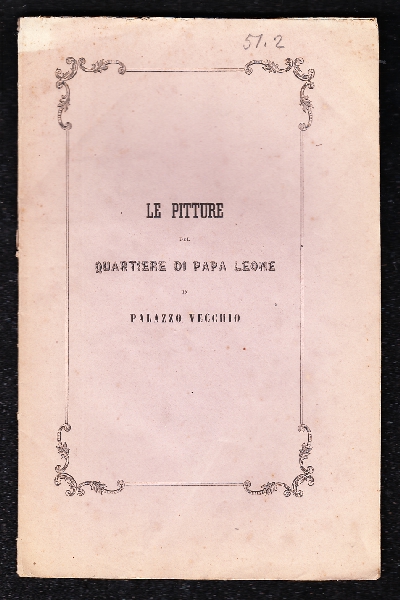 51.2
LE PITTURE
DEL
QUARTIERE DI PAPA LEONE
IN
PALAZZO VECCHIO